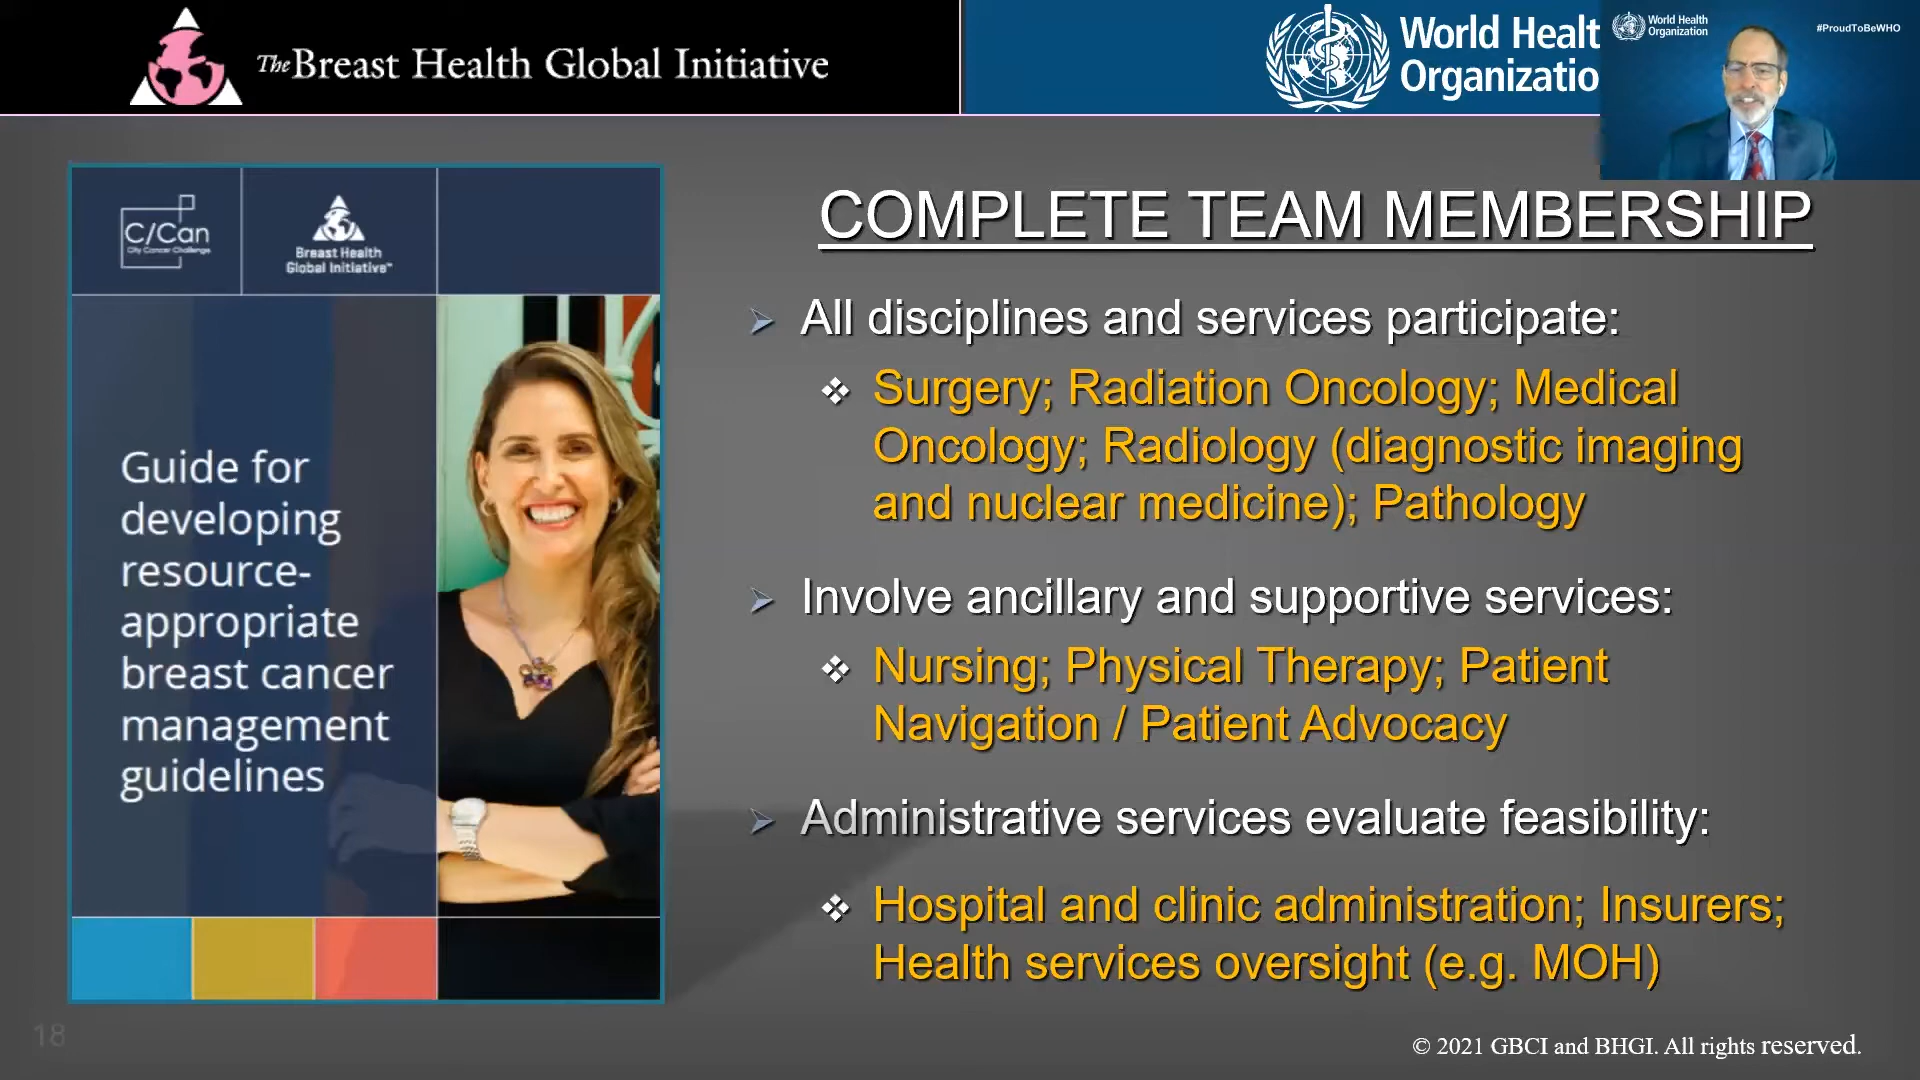 The Breast Health Global Initiative
World Healt
Organizatio
World Health
Organization
#ProudToBeWHO
C/Can
City Cancer Challenge
Breast Health
Global Initiative™
Guide for
developing
resource-
appropriate
breast cancer
management
guidelines
COMPLETE TEAM MEMBERSHIP
All disciplines and services participate:
Surgery; Radiation Oncology; Medical
Oncology; Radiology (diagnostic imaging
and nuclear medicine); Pathology
Involve ancillary and supportive services:
Nursing; Physical Therapy; Patient
Navigation / Patient Advocacy
Administrative services evaluate feasibility:
Hospital and clinic administration; Insurers;
Health services oversight (e.g. MOH)
18
© 2021 GBCI and BHGI. All rights reserved.